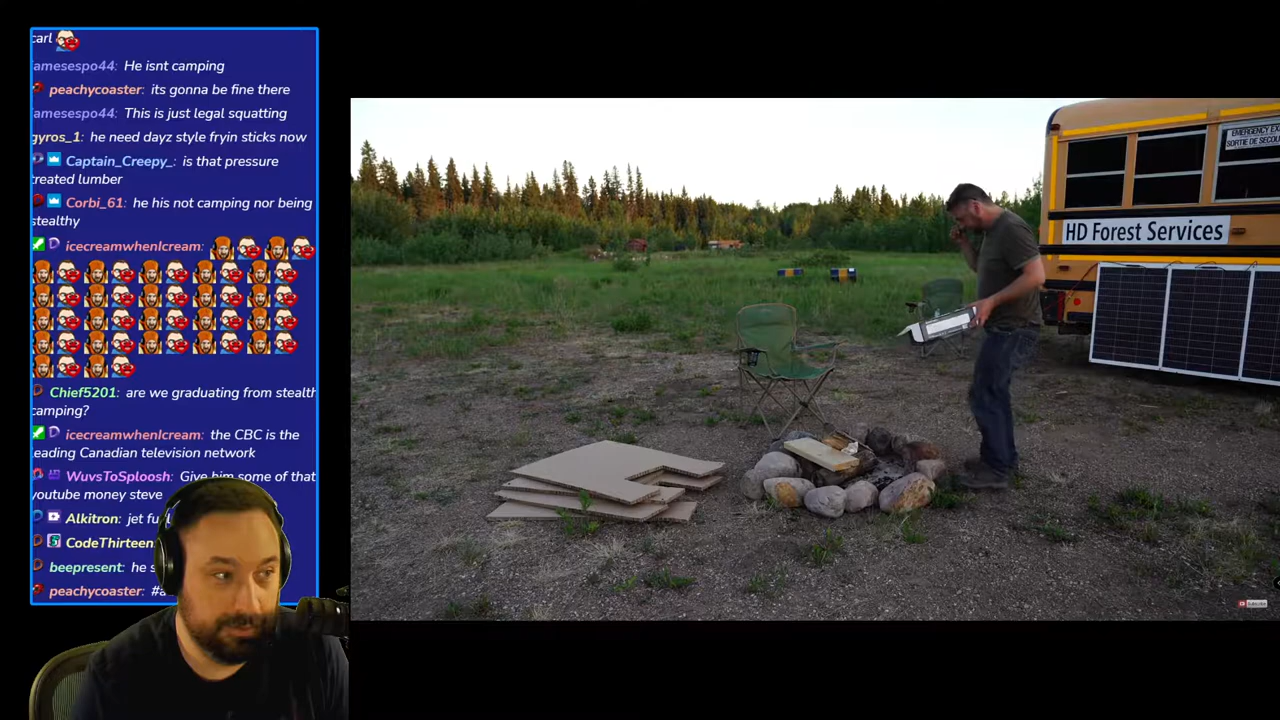 carl
amesespo44: He isnt camping
peachycoaster: its gonna be fine there
amesespo44: This is just legal squatting
gyros_1: he need dayz style fryin sticks now
Captain_Creepy_: is that pressure
treated lumber
Corbi_61: he his not camping nor being
stealthy
icecreamwhenIcream:
Chief5201: are we graduating from stealth
camping?
icecreamwhenIcream: the CBC is the
eading Canadian television network
WuvsToSploosh: Give him some of that
youtube money steve
Alkitron: jet fu
CodeThirteen
beepresent: he s
peachycoaster: #a
EMERGENCY EX
SORTIE DE SECOU
HD Forest Services
Subscribe